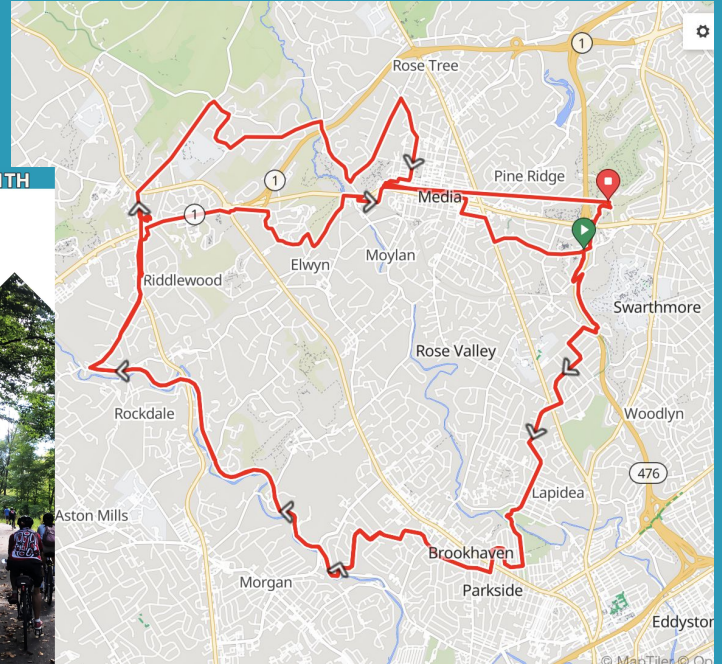 1
Rose Tree
ITH
Pine Ridge
1
Media
1
Moylan
Elwyn
Riddlewood
Swarthmore
Rose Valley
Rockdale
Woodlyn
476
Lapidea
Aston Mills
Brookhaven
Morgan
Parkside
Eddystor
© MapTiler © Op